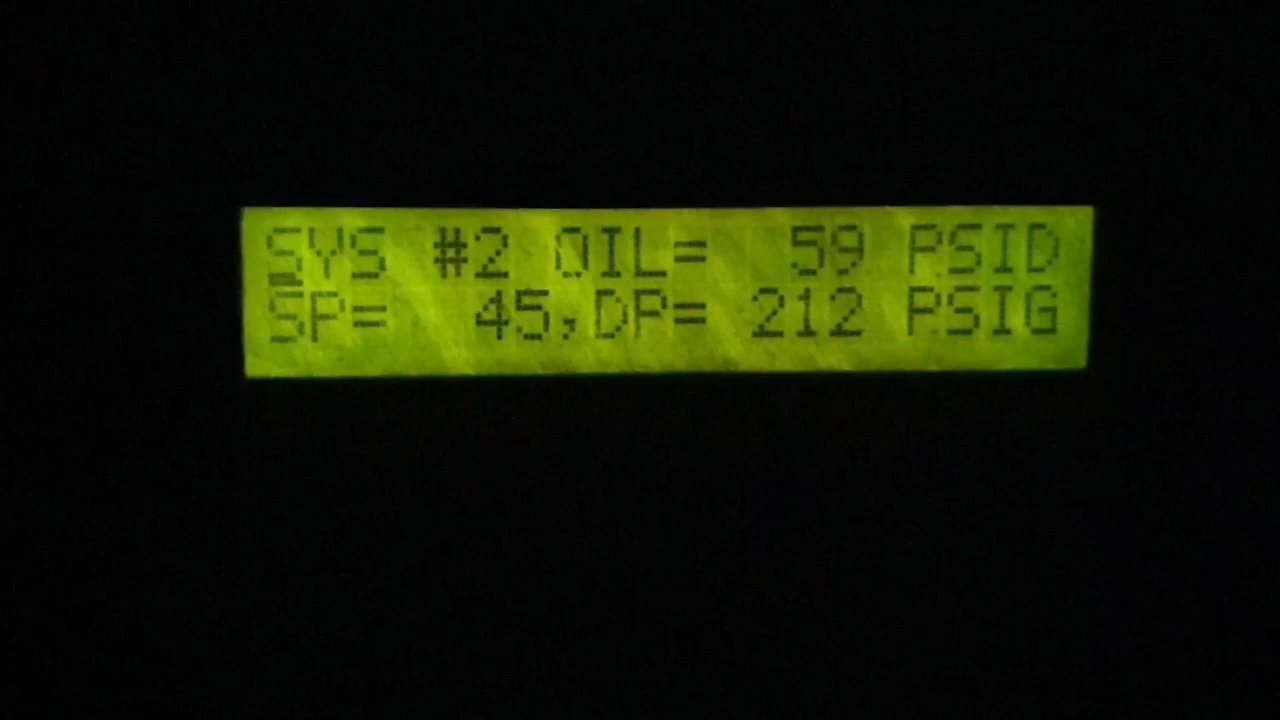 SYS #2 OIL= 59 PSID
SP= 45,DP= 212 PSIG